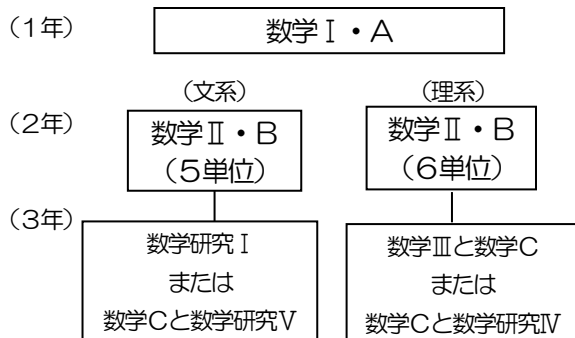 (1年)
数学Ⅰ・A
(文系) (理系)
(2年)
数学Ⅱ・B 数学Ⅱ・B
(5単位) (6単位)
(3年)
数学研究Ⅰ 数学Ⅲと数学C
または または
数学Cと数学研究Ⅴ 数学Cと数学研究Ⅳ